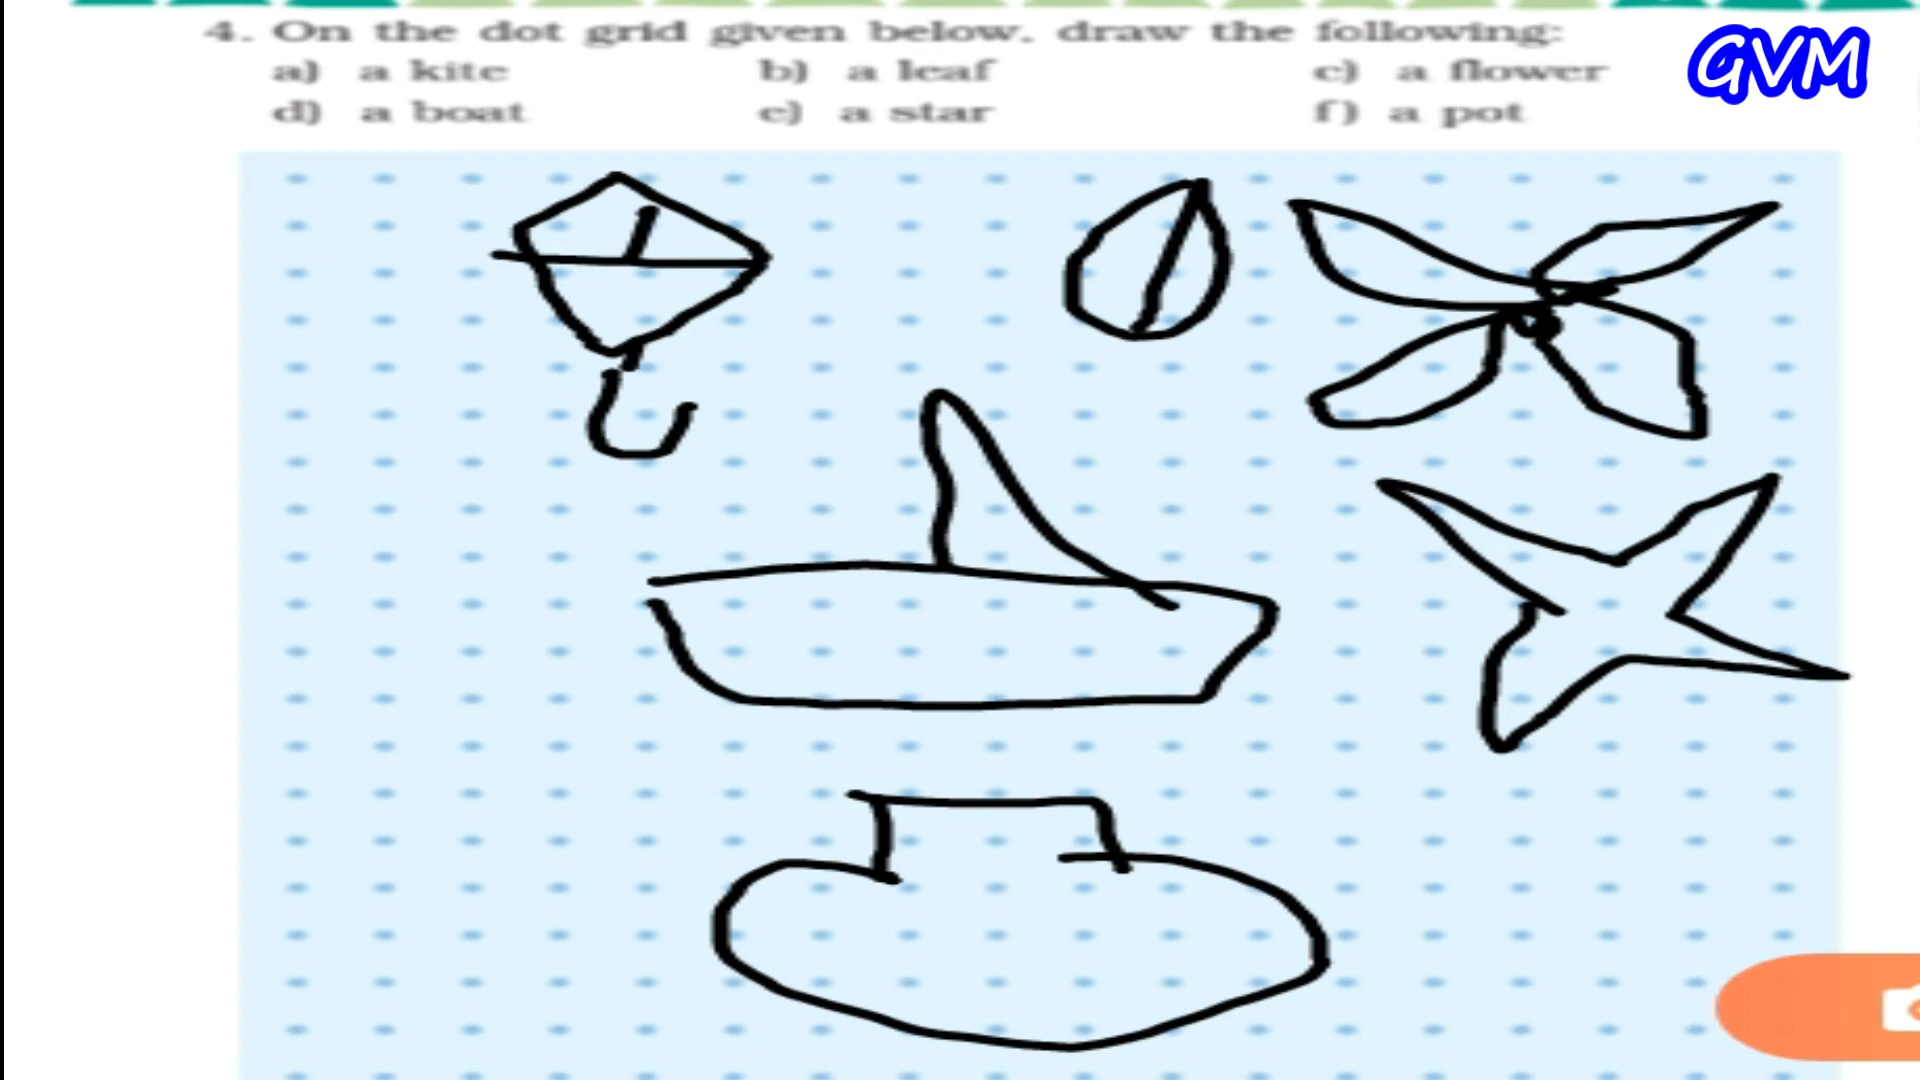 4. On the dot grid given below, draw the following:
a) a kite b) a leaf c) a flower
d) a boat e) a star f) a pot
GVM